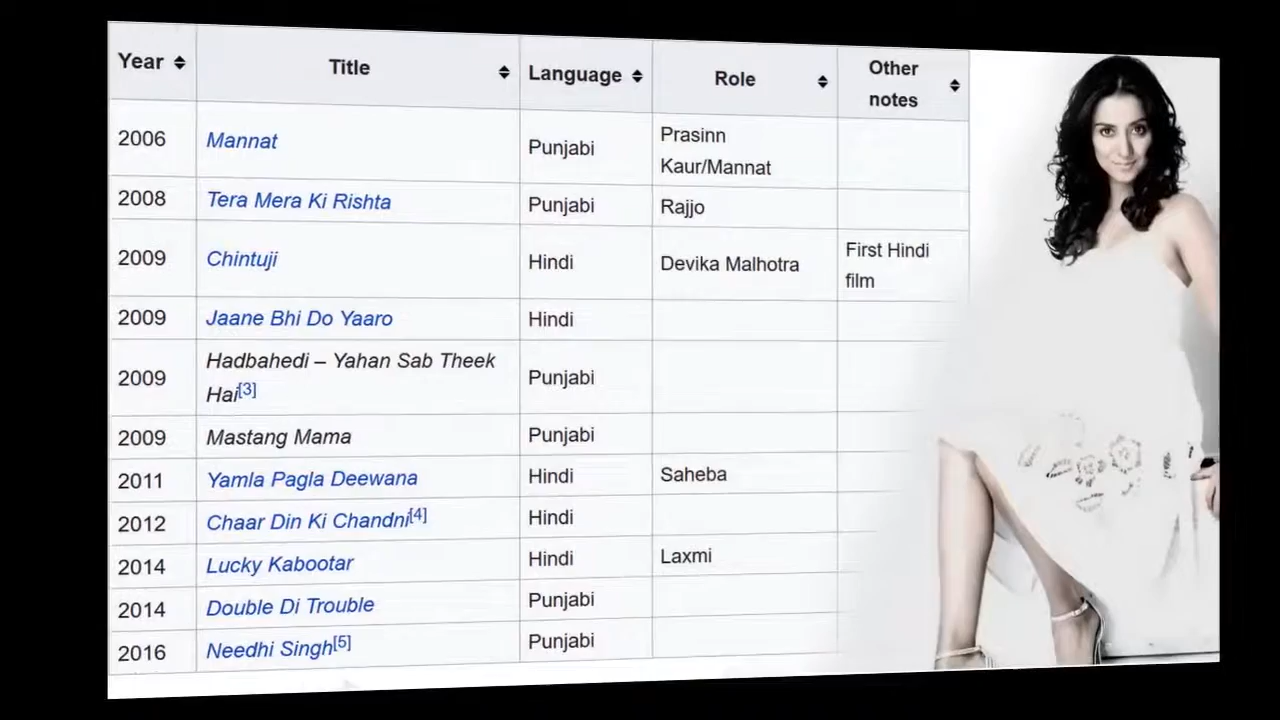 Year Title Language Role Other notes
2006 Mannat Punjabi Prasinn Kaur/Mannat
2008 Tera Mera Ki Rishta Punjabi Rajjo
2009 Chintuji Hindi Devika Malhotra First Hindi film
2009 Jaane Bhi Do Yaaro Hindi
2009 Hadbahedi – Yahan Sab Theek Hai[3] Punjabi
2009 Mastang Mama Punjabi
2011 Yamla Pagla Deewana Hindi Saheba
2012 Chaar Din Ki Chandni[4] Hindi
2014 Lucky Kabootar Hindi Laxmi
2014 Double Di Trouble Punjabi
2016 Needhi Singh[5] Punjabi